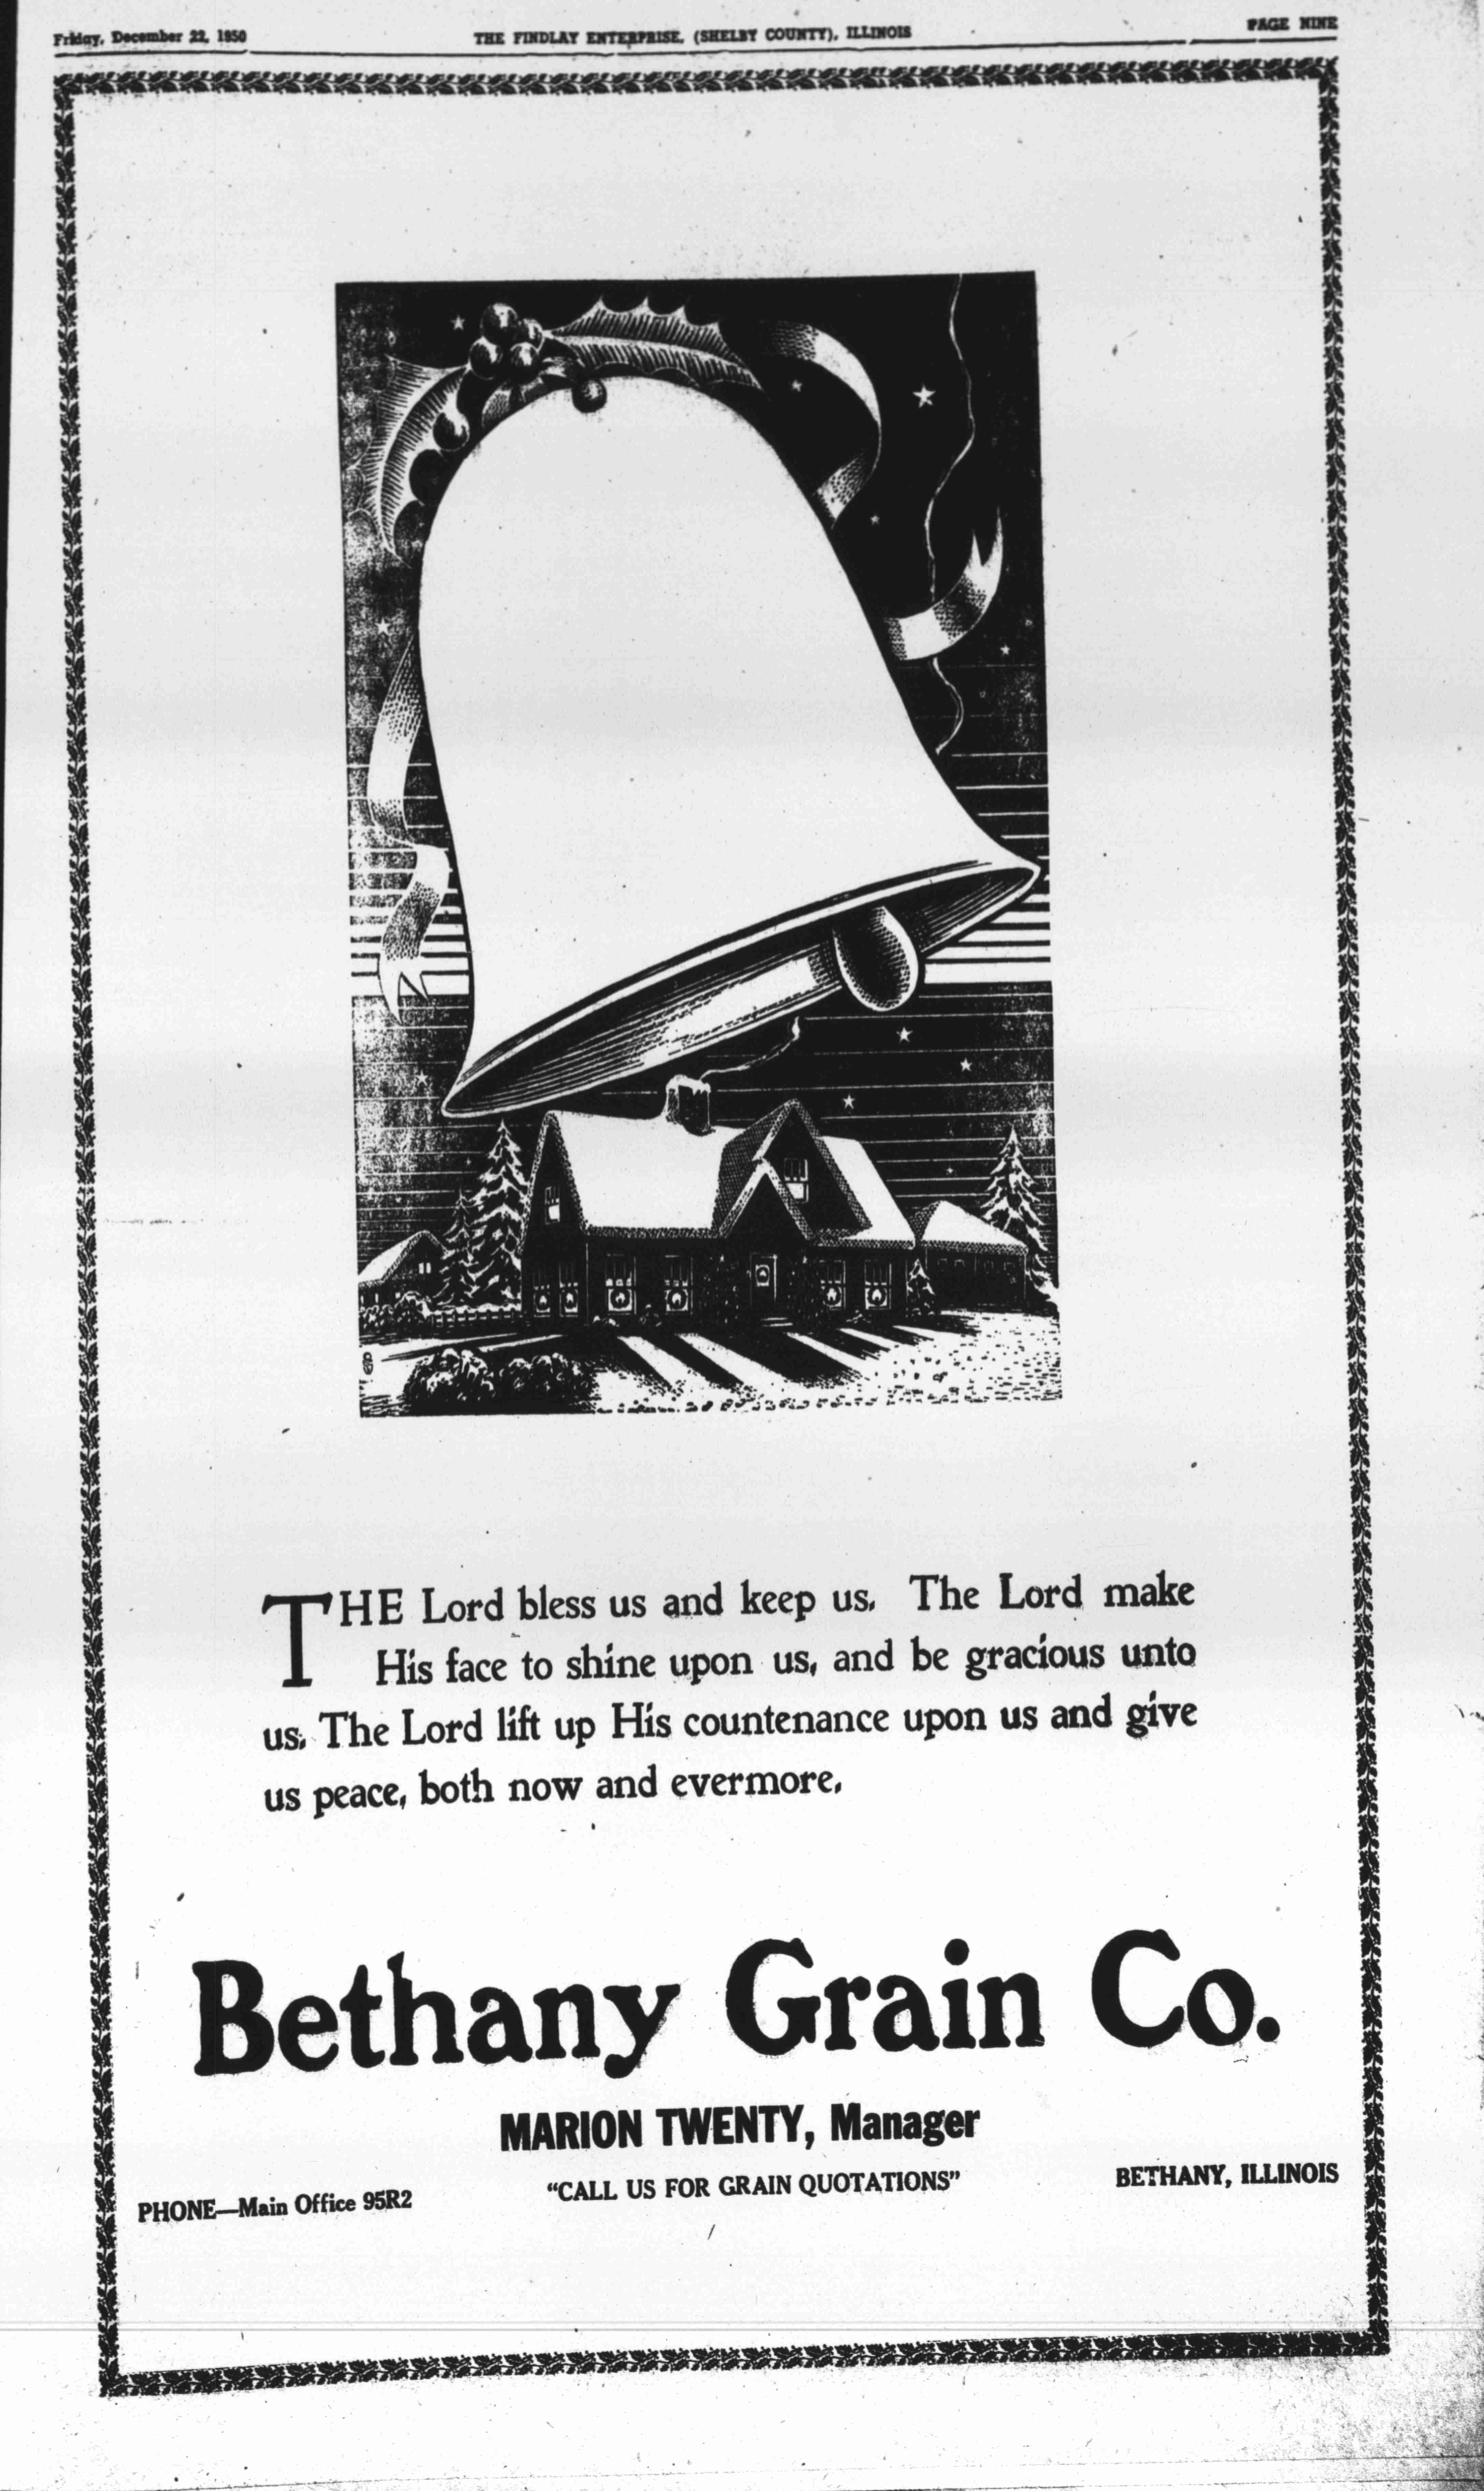 Friday, December 22, 1950
THE FINDLAY ENTERPRISE, (SHELBY COUNTY), ILLINOIS
PAGE NINE
THE Lord bless us and keep us. The Lord make
His face to shine upon us, and be gracious unto
us. The Lord lift up His countenance upon us and give
us peace, both now and evermore.
Bethany Grain Co.
MARION TWENTY, Manager
PHONE—Main Office 95R2
"CALL US FOR GRAIN QUOTATIONS"
BETHANY, ILLINOIS